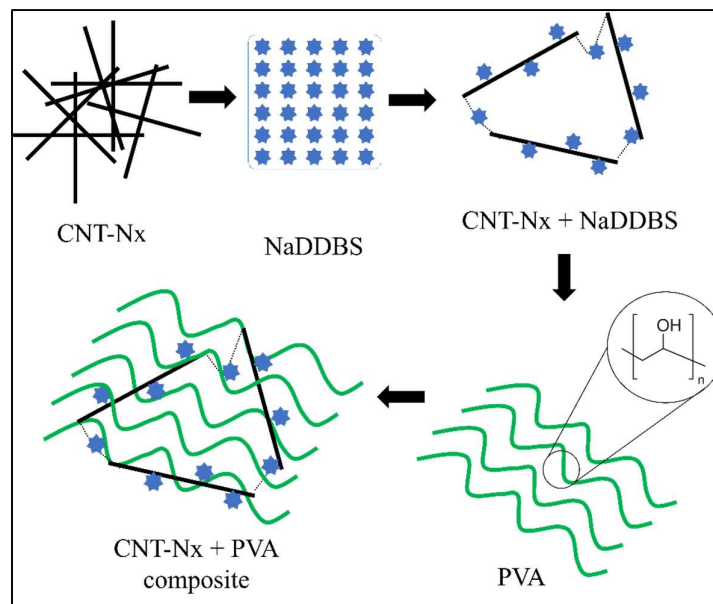 CNT-Nx
NaDDBS
CNT-Nx + NaDDBS
OH
n
PVA
CNT-Nx + PVA
composite